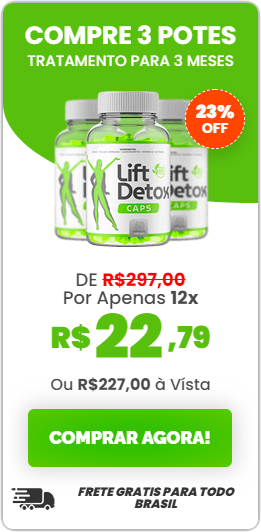 COMPRE 3 POTES
TRATAMENTO PARA 3 MESES
23%
OFF
Lift
Detox
CAPS
DE R$297,00
Por Apenas 12x
R$22,79
Ou R$227,00 à Vísta
COMPRAR AGORA!
FRETE GRATIS PARA TODO
BRASIL